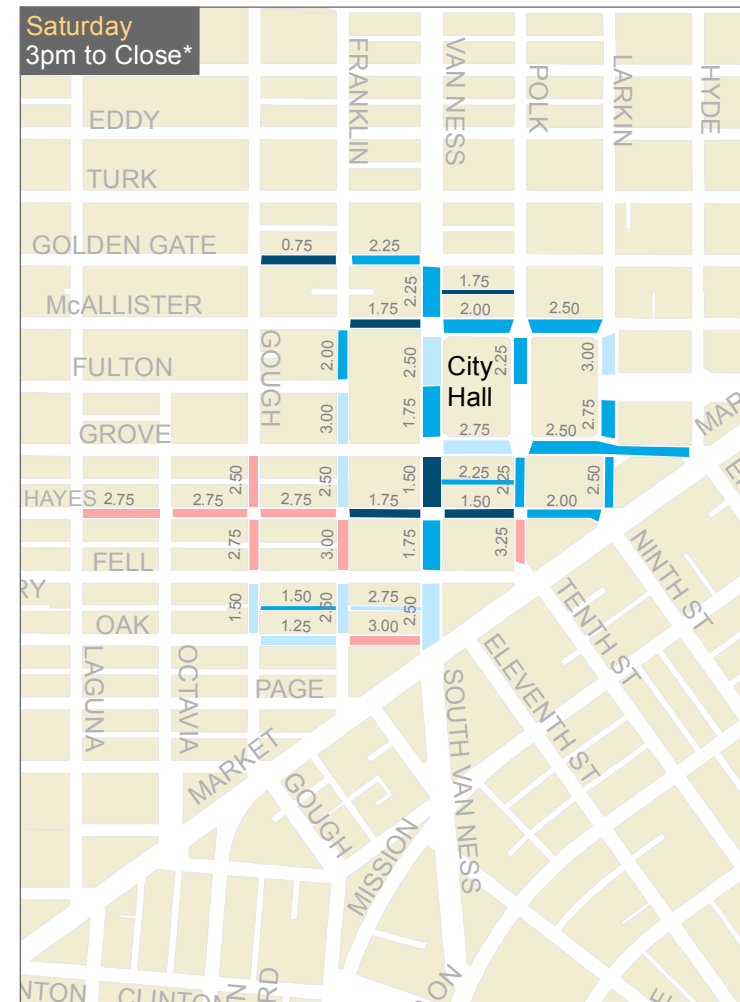 Saturday
3pm to Close*
FRANKLIN
VAN NESS
POLK
LARKIN
HYDE
EDDY
TURK
GOLDEN GATE
0.75
2.25
McALLISTER
2.25
1.75
1.75
2.00
2.50
FULTON
GOUGH
2.00
2.50
City
Hall
2.25
3.00
GROVE
3.00
1.75
2.75
2.50
2.75
MAR
HAYES
2.75
2.75
2.50
2.75
2.50
1.75
1.50
2.25
2.25
1.50
2.00
2.50
FELL
2.75
3.00
1.75
3.25
NINTH ST
RY
OAK
1.50
1.50
2.50
1.25
2.75
2.50
3.00
TENTH ST
LAGUNA
OCTAVIA
PAGE
ELEVENTH ST
MARKET
SOUTH VAN NESS
GOUGH
MISSION
NTON
CLINTON
N
RD
ON